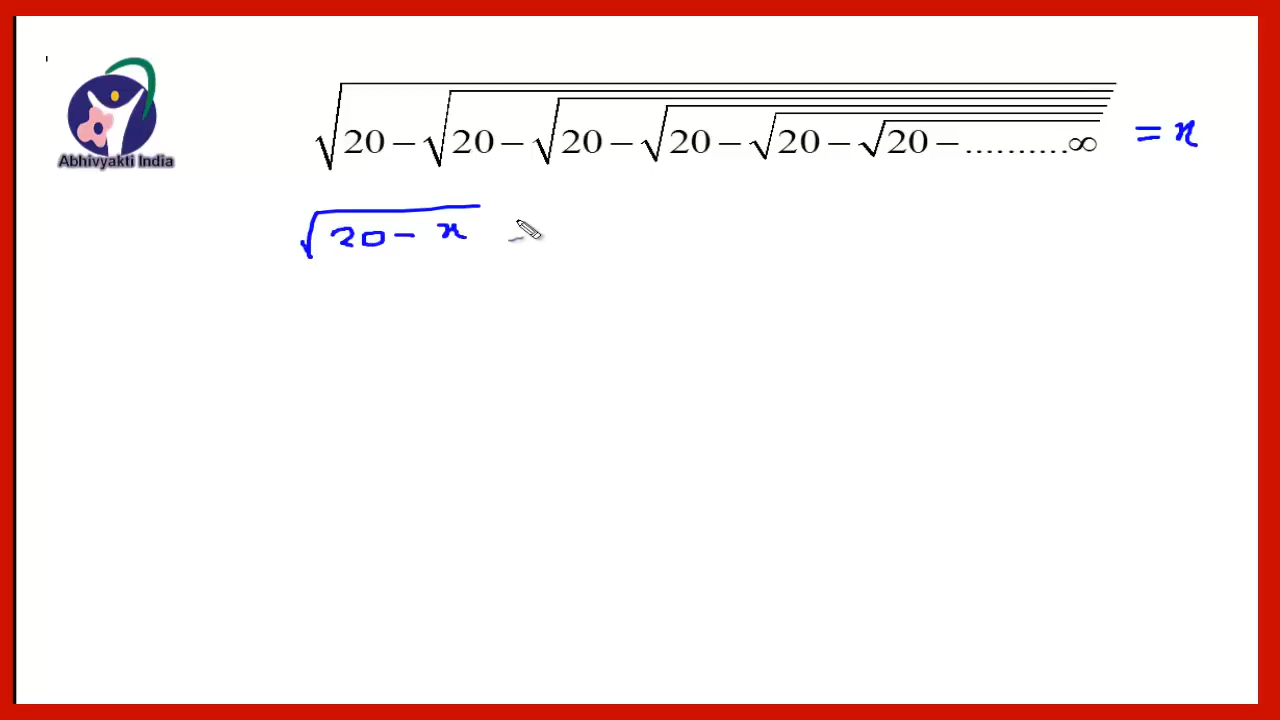 √20 − √20 − √20 − √20 − √20 − √20 − ..........∞ = x
Abhivyakti India
√20 − x =